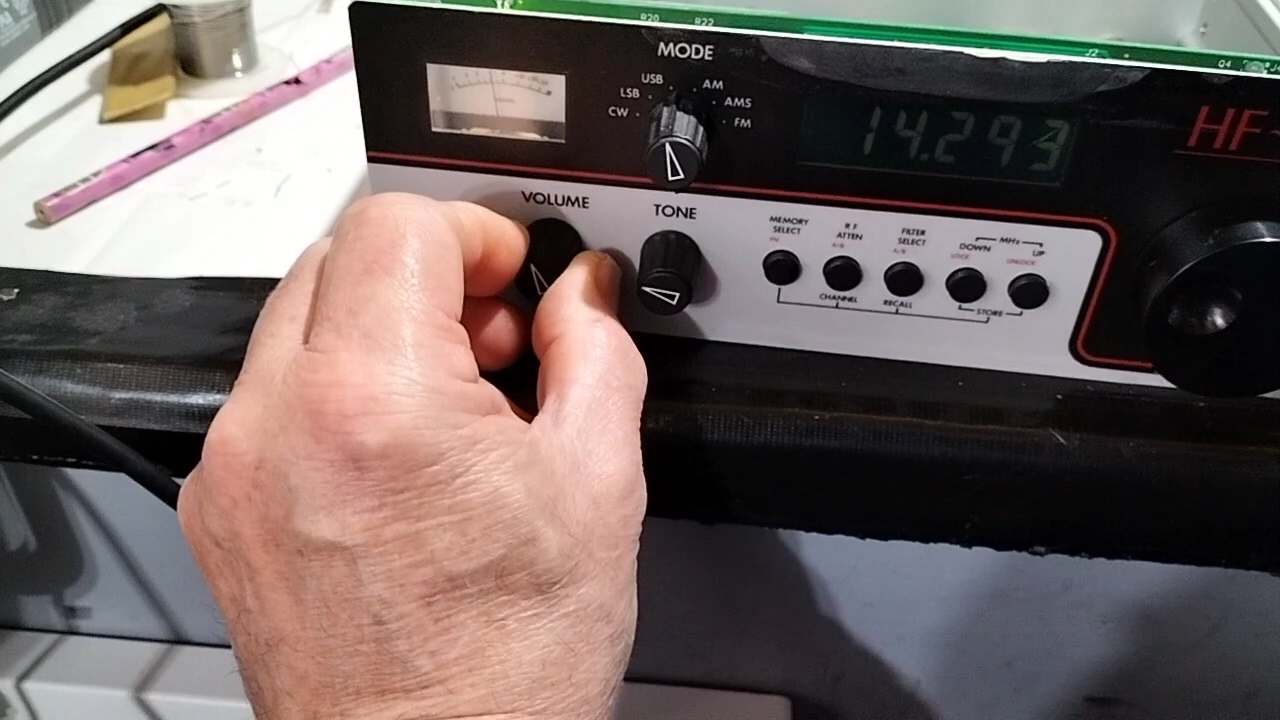 R20 R22
J2
Q4
MODE
USB
LSB
CW
AM
AMS
FM
14.293
HF-
VOLUME
TONE
MEMORY
SELECT
R F
ATTEN
A-B
FILTER
SELECT
A/B
MHz
DOWN
UP
LOCK
UNLOCK
CHANNEL
RECALL
STORE